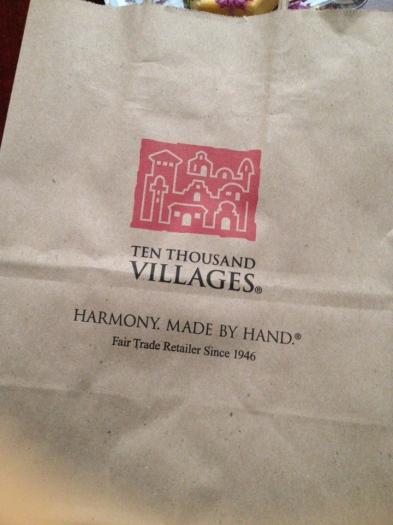 TEN THOUSAND
VILLAGES®
HARMONY. MADE BY HAND.®
Fair Trade Retailer Since 1946